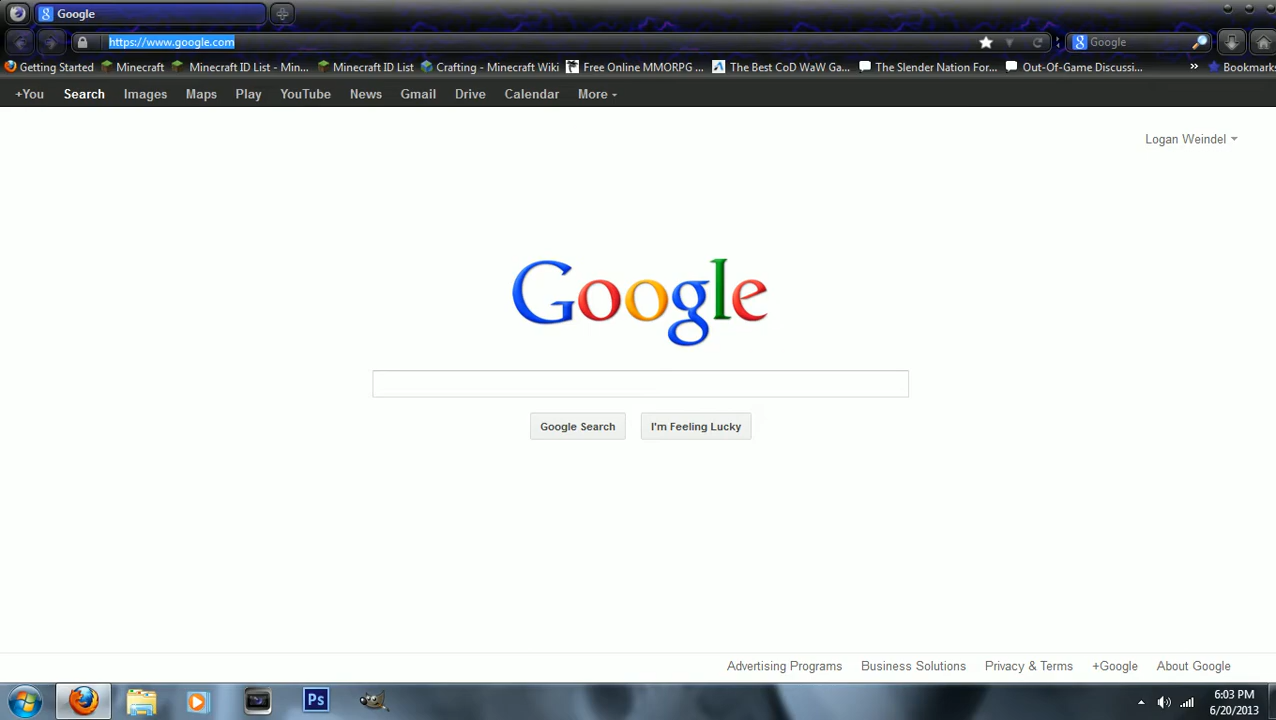 Google
https://www.google.com
Google
Getting Started Minecraft Minecraft ID List - Min... Minecraft ID List Crafting - Minecraft Wiki Free Online MMORPG ... The Best CoD WaW Ga... The Slender Nation For... Out-Of-Game Discussi... » Bookmarks
+You Search Images Maps Play YouTube News Gmail Drive Calendar More
Logan Weindel
Google
Google Search I'm Feeling Lucky
Advertising Programs Business Solutions Privacy & Terms +Google About Google
Ps
6:03 PM
6/20/2013